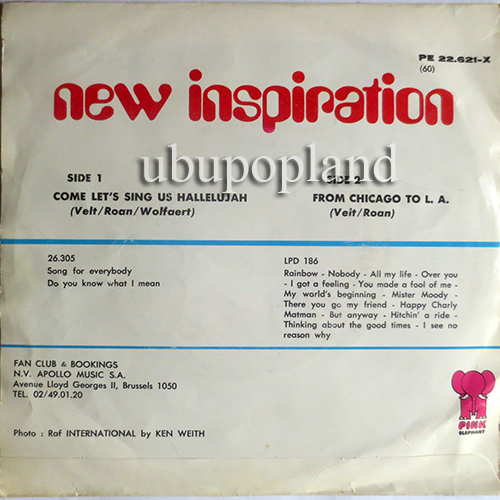 PE 22.621-X
(60)
new inspiration
ubupopland
SIDE 1
COME LET'S SING US HALLELUJAH
(Velt/Roan/Wolfaert)
SIDE 2
FROM CHICAGO TO L. A.
(Veit/Roan)
26.305
Song for everybody
Do you know what I mean
LPD 186
Rainbow - Nobody - All my life - Over you
- I got a feeling - You made a fool of me -
My world's beginning - Mister Moody -
There you go my friend - Happy Charly
Matman - But anyway - Hitchin' a ride -
Thinking about the good times - I see no
reason why
FAN CLUB & BOOKINGS
N.V. APOLLO MUSIC S.A.
Avenue Lloyd Georges II, Brussels 1050
TEL. 02/49.01.20
PINK
ELEPHANT
Photo : Raf INTERNATIONAL by KEN WEITH